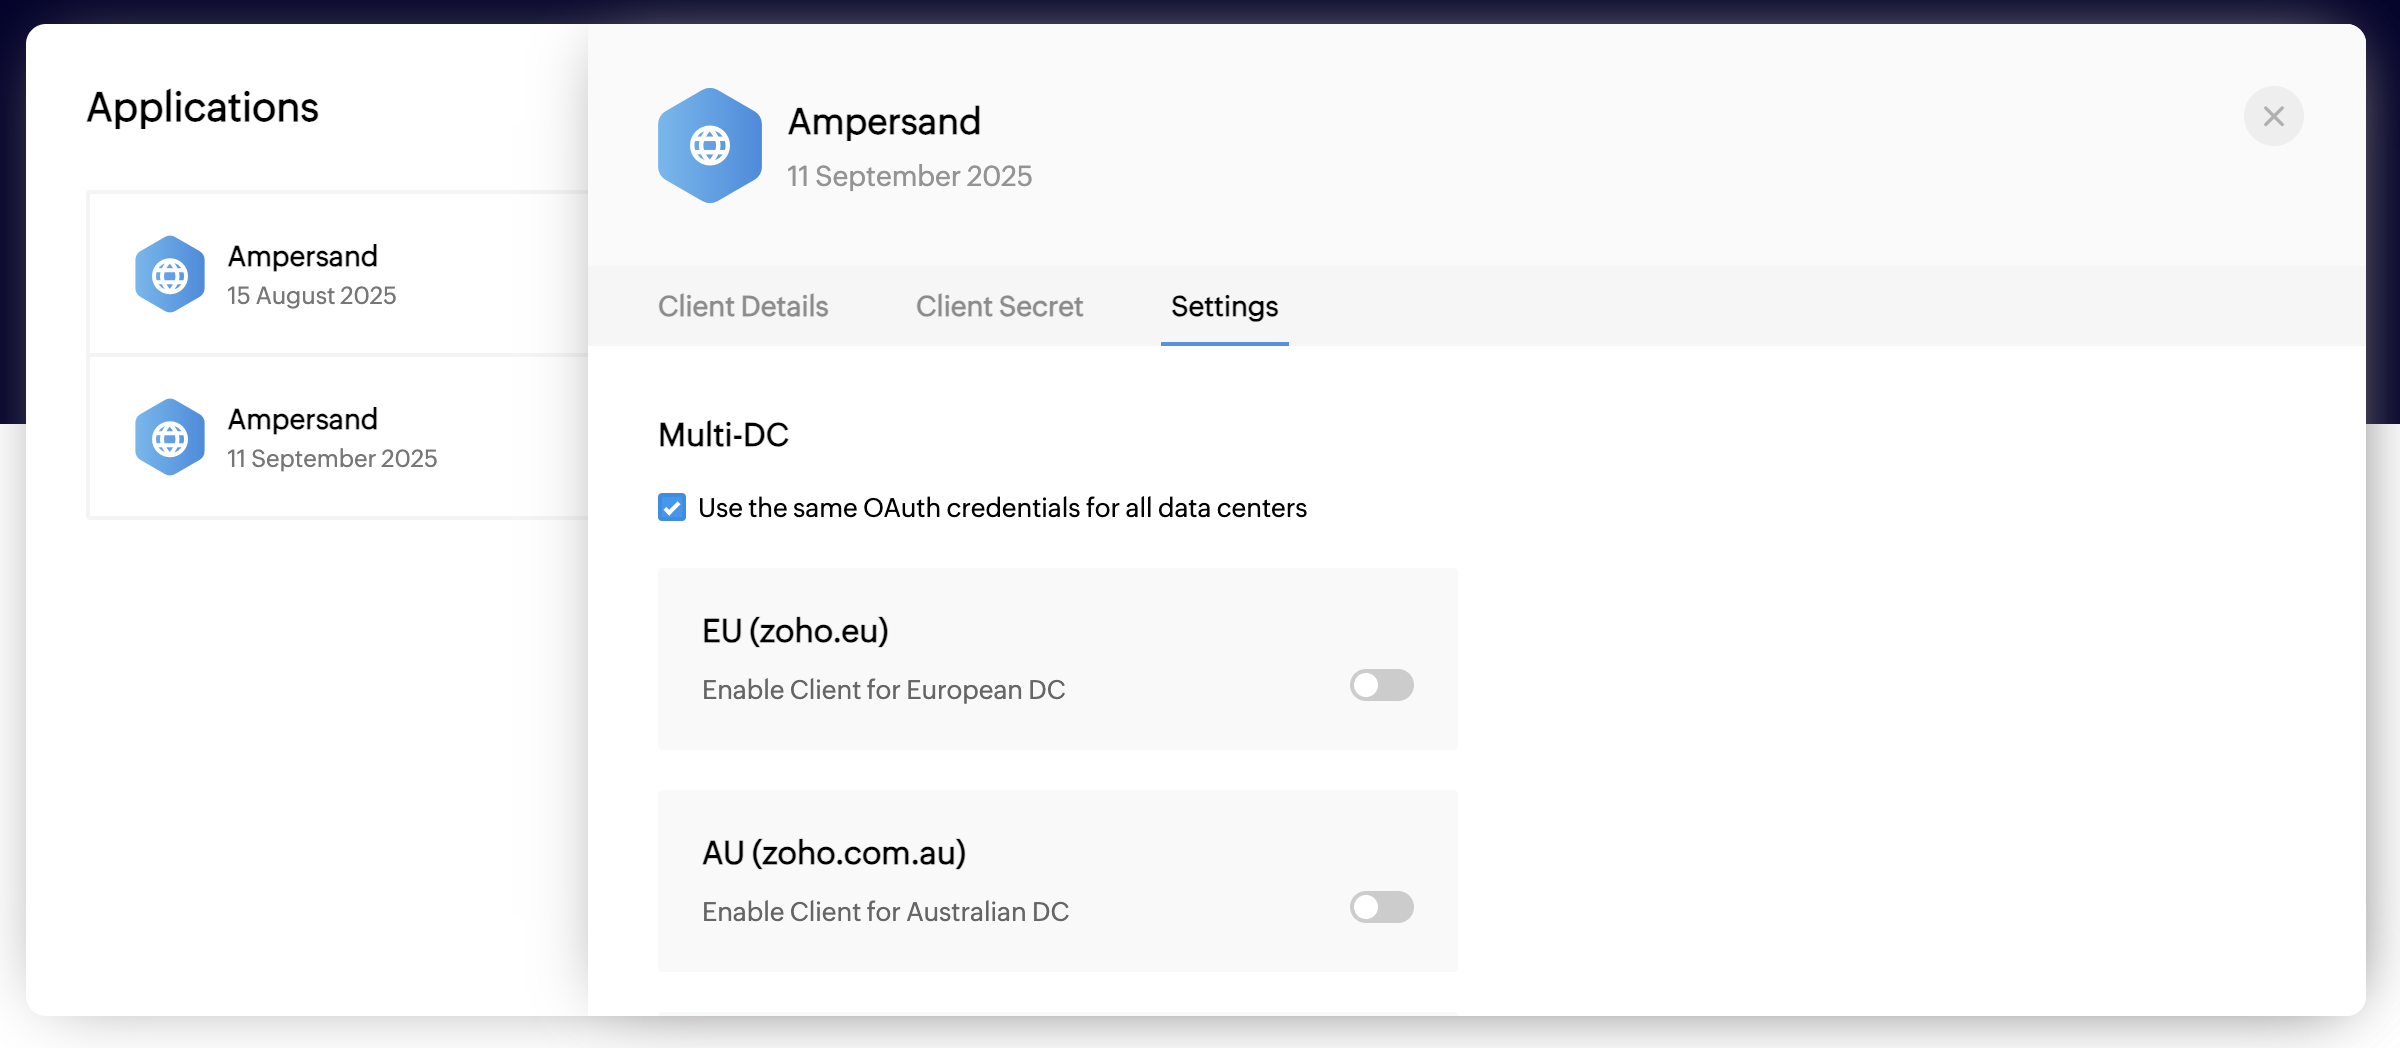 Applications
Ampersand
15 August 2025
Ampersand
11 September 2025
Ampersand
11 September 2025
Client Details
Client Secret
Settings
Multi-DC
Use the same OAuth credentials for all data centers
EU (zoho.eu)
Enable Client for European DC
AU (zoho.com.au)
Enable Client for Australian DC